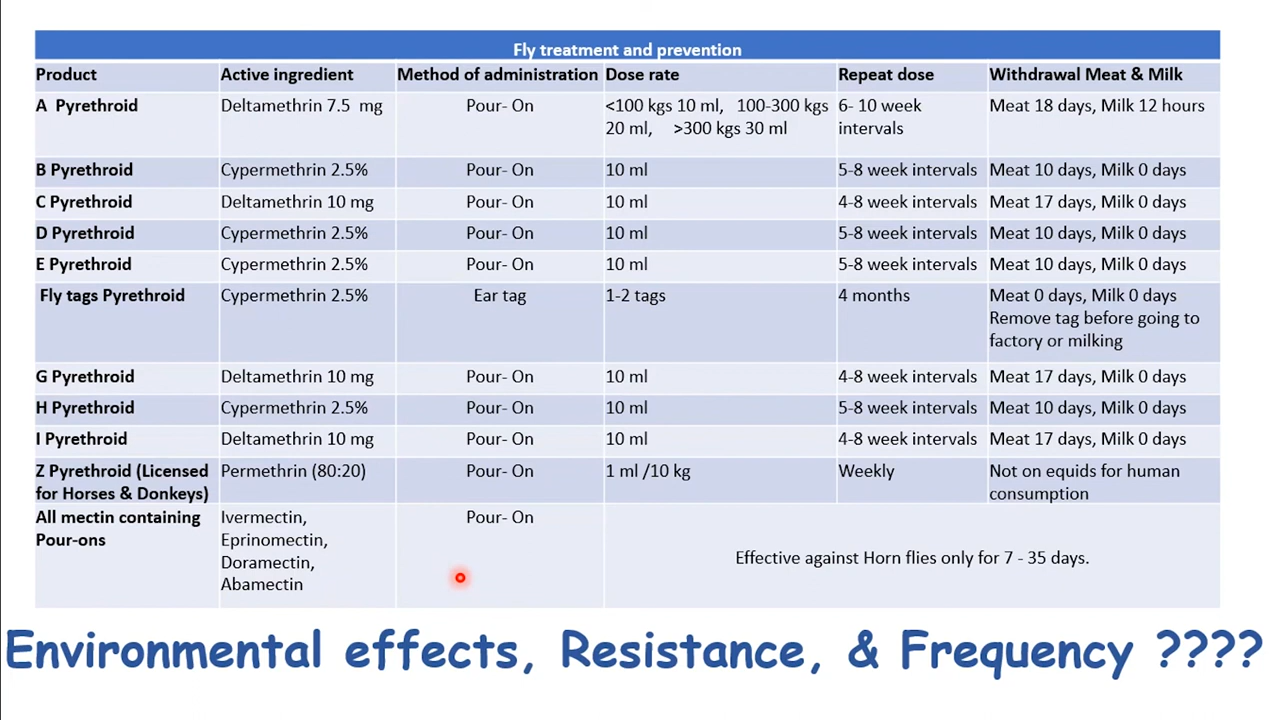 Fly treatment and prevention
Product Active ingredient Method of administration Dose rate Repeat dose Withdrawal Meat & Milk
A Pyrethroid Deltamethrin 7.5 mg Pour- On <100 kgs 10 ml, 100-300 kgs 6- 10 week Meat 18 days, Milk 12 hours
20 ml, >300 kgs 30 ml intervals
B Pyrethroid Cypermethrin 2.5% Pour- On 10 ml 5-8 week intervals Meat 10 days, Milk 0 days
C Pyrethroid Deltamethrin 10 mg Pour- On 10 ml 4-8 week intervals Meat 17 days, Milk 0 days
D Pyrethroid Cypermethrin 2.5% Pour- On 10 ml 5-8 week intervals Meat 10 days, Milk 0 days
E Pyrethroid Cypermethrin 2.5% Pour- On 10 ml 5-8 week intervals Meat 10 days, Milk 0 days
Fly tags Pyrethroid Cypermethrin 2.5% Ear tag 1-2 tags 4 months Meat 0 days, Milk 0 days
Remove tag before going to
factory or milking
G Pyrethroid Deltamethrin 10 mg Pour- On 10 ml 4-8 week intervals Meat 17 days, Milk 0 days
H Pyrethroid Cypermethrin 2.5% Pour- On 10 ml 5-8 week intervals Meat 10 days, Milk 0 days
I Pyrethroid Deltamethrin 10 mg Pour- On 10 ml 4-8 week intervals Meat 17 days, Milk 0 days
Z Pyrethroid (Licensed Permethrin (80:20) Pour- On 1 ml /10 kg Weekly Not on equids for human
for Horses & Donkeys) consumption
All mectin containing Ivermectin, Pour- On
Pour-ons Eprinomectin,
Effective against Horn flies only for 7 - 35 days.
Doramectin,
Abamectin
Environmental effects, Resistance, & Frequency ????